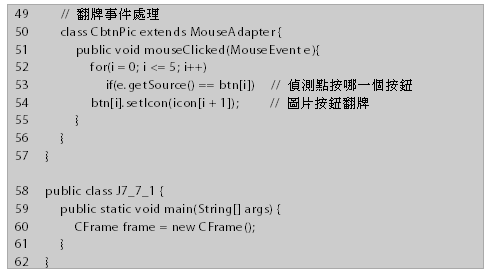 49 // 翻牌事件處理
50 class CbtnPic extends MouseAdapter {
51 public void mouseClicked(MouseEvent e){
52 for(i = 0; i <= 5; i++)
53 if(e.getSource() == btn[i]) // 偵測點按哪一個按鈕
54 btn[i].setIcon(icon[i + 1]); // 圖片按鈕翻牌
55 }
56 }
57 }
58 public class J7_7_1 {
59 public static void main(String[] args) {
60 CFrame frame = new CFrame();
61 }
62 }